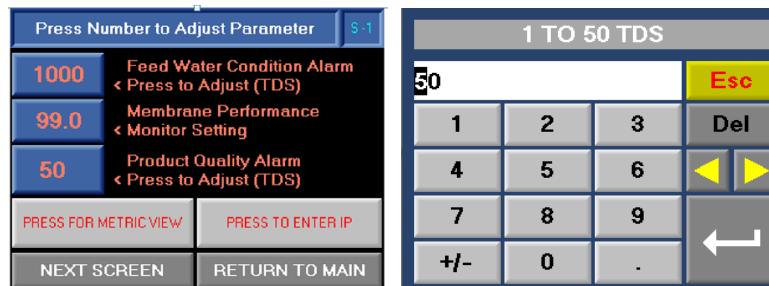 Press Number to Adjust Parameter
S-1
1000
Feed Water Condition Alarm
< Press to Adjust (TDS)
99.0
Membrane Performance
< Monitor Setting
50
Product Quality Alarm
< Press to Adjust (TDS)
PRESS FOR METRIC VIEW
PRESS TO ENTER IP
NEXT SCREEN
RETURN TO MAIN
1 TO 50 TDS
50
Esc
1 2 3 Del
4 5 6
7 8 9
+/- 0 .